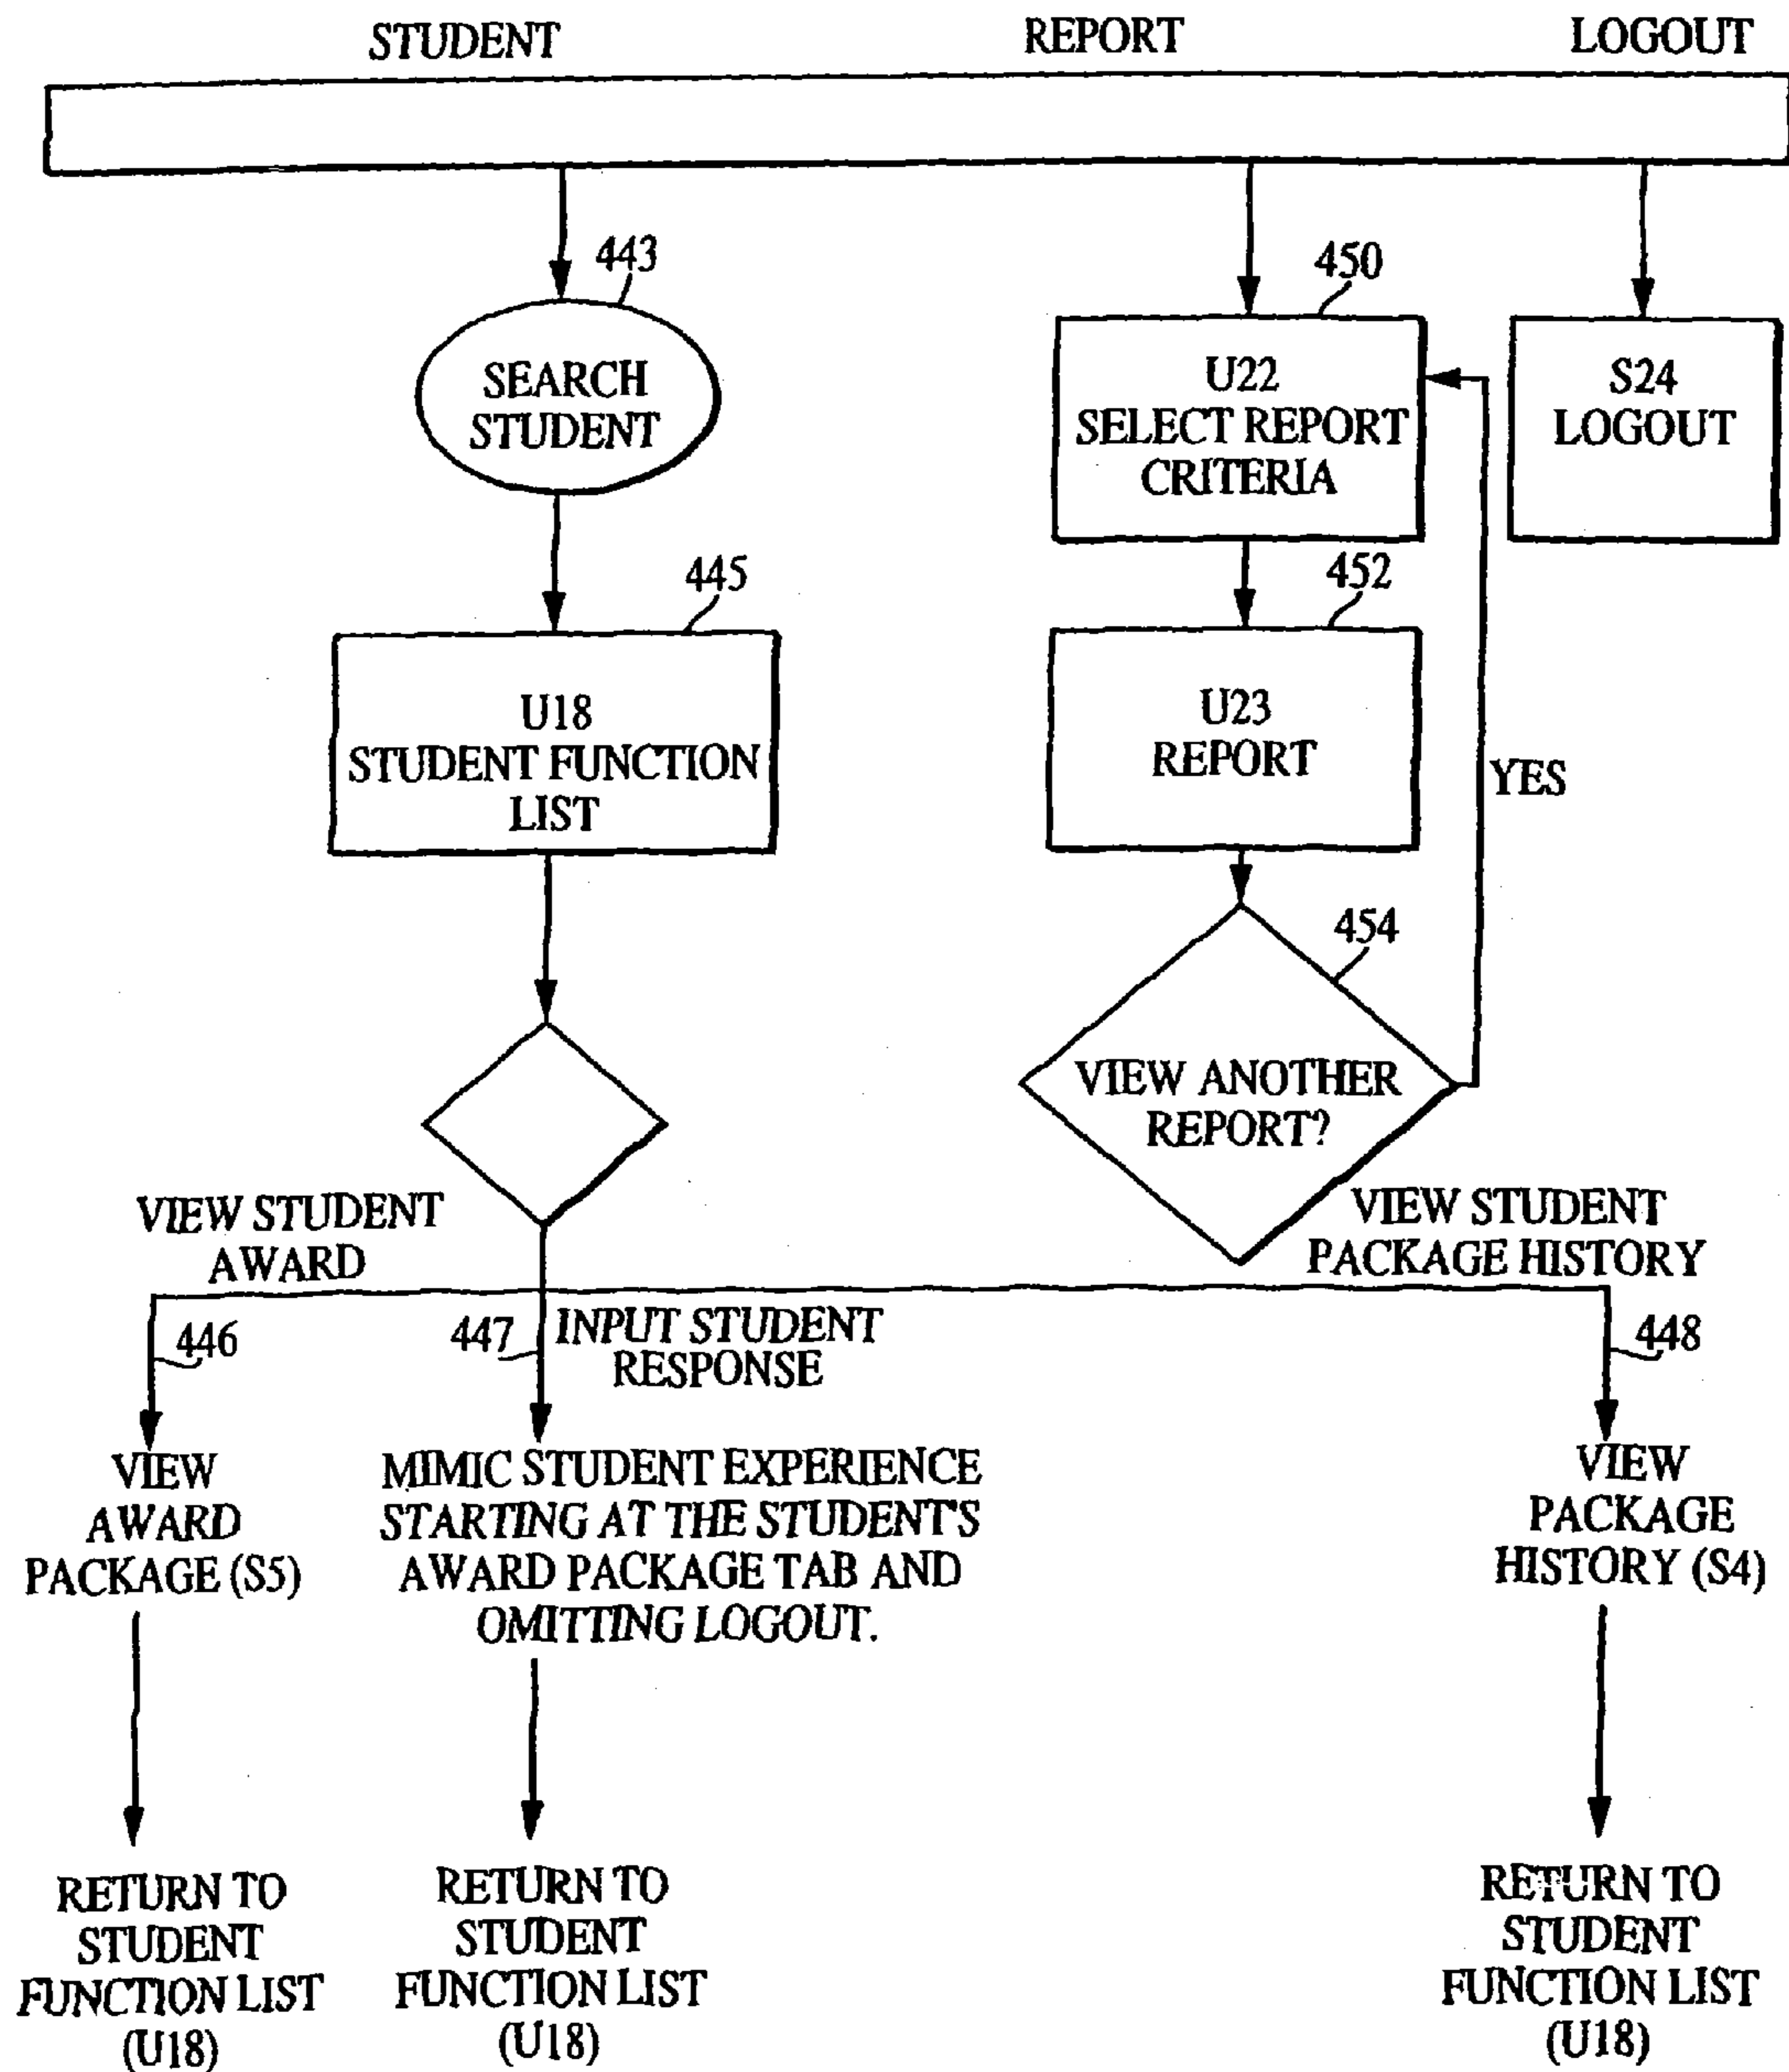 STUDENT
REPORT
LOGOUT
443
SEARCH
STUDENT
450
U22
SELECT REPORT
CRITERIA
S24
LOGOUT
445
U18
STUDENT FUNCTION
LIST
452
U23
REPORT
YES
454
VIEW ANOTHER
REPORT?
VIEW STUDENT
AWARD
VIEW STUDENT
PACKAGE HISTORY
446
447
INPUT STUDENT
RESPONSE
448
VIEW
AWARD
PACKAGE (S5)
MIMIC STUDENT EXPERIENCE
STARTING AT THE STUDENT'S
AWARD PACKAGE TAB AND
OMITTING LOGOUT.
VIEW
PACKAGE
HISTORY (S4)
RETURN TO
STUDENT
FUNCTION LIST
(U18)
RETURN TO
STUDENT
FUNCTION LIST
(U18)
RETURN TO
STUDENT
FUNCTION LIST
(U18)